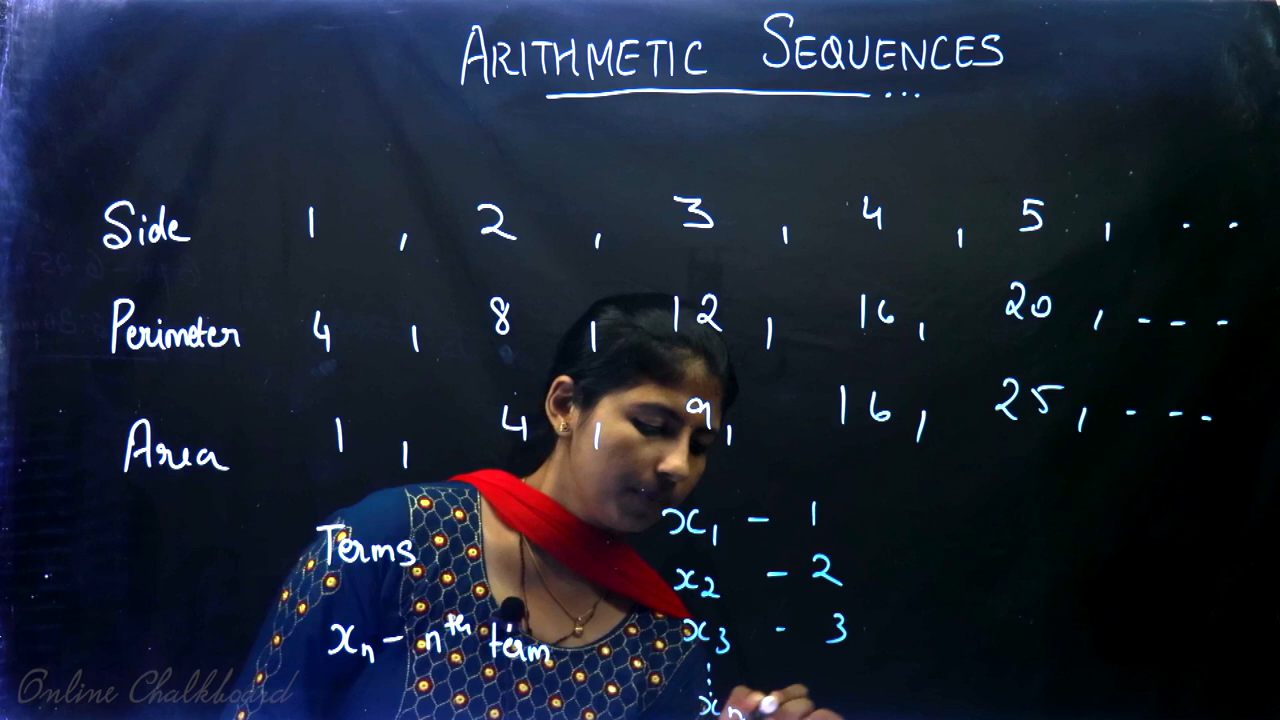 ARITHMETIC SEQUENCES ...
Side 1 , 2 , 3 , 4 , 5 , ...
Perimeter 4 , 8 , 12 , 16 , 20 , ----
Area 1 , 4 , 9 , 16 , 25 , ----
Terms x₁ - 1
x₂ - 2
x₃ - 3
xₙ - nᵗʰ term
xₙ
Online Chalkboard